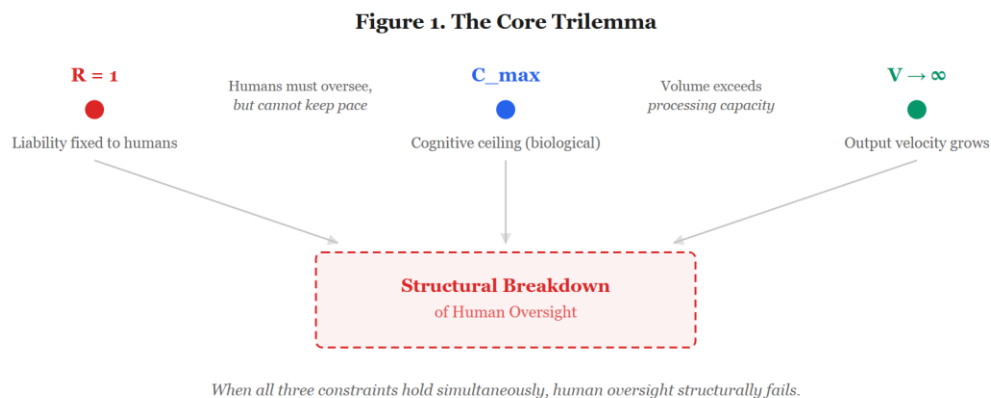 Figure 1. The Core Trilemma
R = 1
Humans must oversee,
but cannot keep pace
C_max
Volume exceeds
processing capacity
V → ∞
Liability fixed to humans
Cognitive ceiling (biological)
Output velocity grows
Structural Breakdown
of Human Oversight
When all three constraints hold simultaneously, human oversight structurally fails.